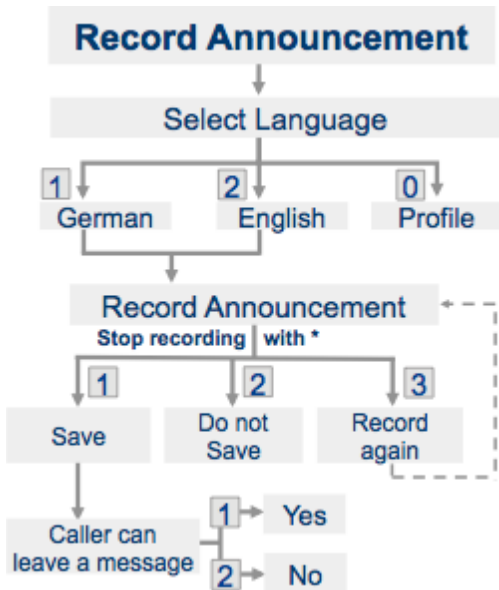 Record Announcement
Select Language
1 2 0
German English Profile
Record Announcement
Stop recording with *
1 2 3
Save Do not Save Record again
Caller can leave a message
1 Yes
2 No